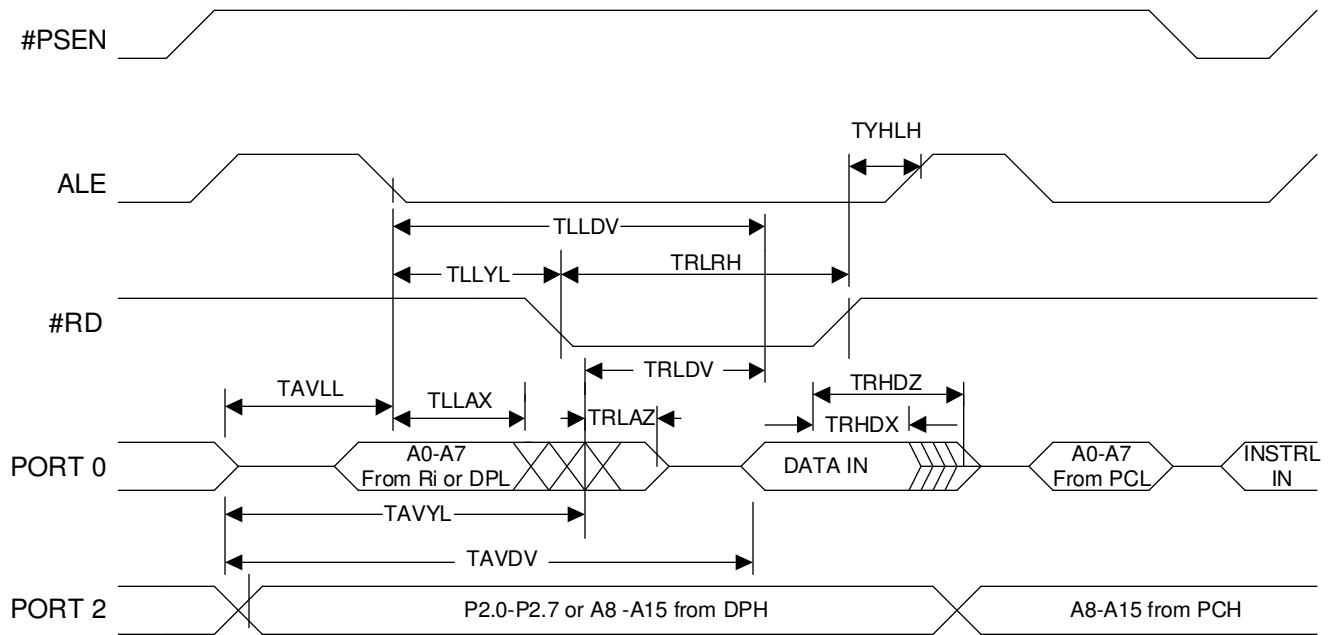 #PSEN
TYHLH
ALE
TLLDV
TLLYL
TRLRH
#RD
TRLDV
TAVLL
TLLAX
TRLAZ
TRHDZ
TRHDX
PORT 0
A0-A7
From Ri or DPL
DATA IN
A0-A7
From PCL
INSTRL
IN
TAVYL
TAVDV
PORT 2
P2.0-P2.7 or A8 -A15 from DPH
A8-A15 from PCH